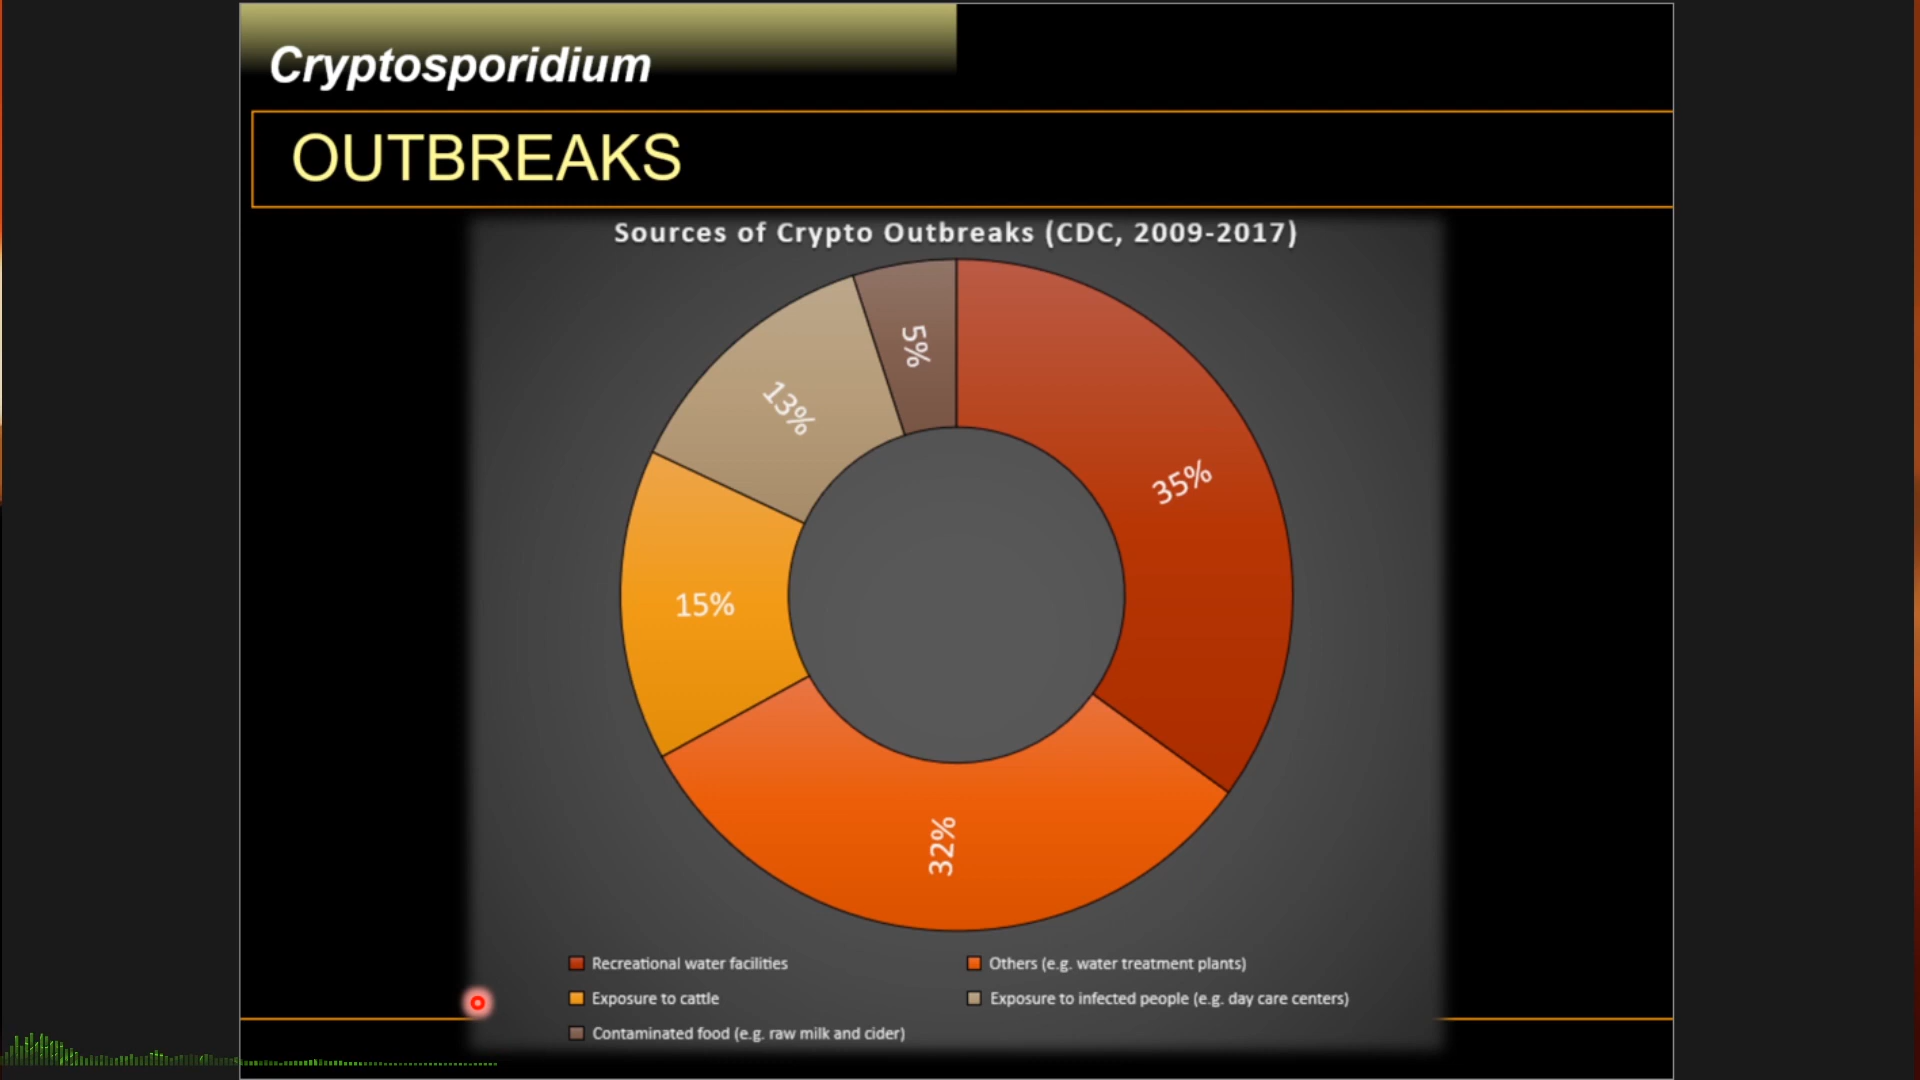 Cryptosporidium
OUTBREAKS
Sources of Crypto Outbreaks (CDC, 2009-2017)
5%
13%
35%
15%
32%
Recreational water facilities
Others (e.g. water treatment plants)
Exposure to cattle
Exposure to infected people (e.g. day care centers)
Contaminated food (e.g. raw milk and cider)